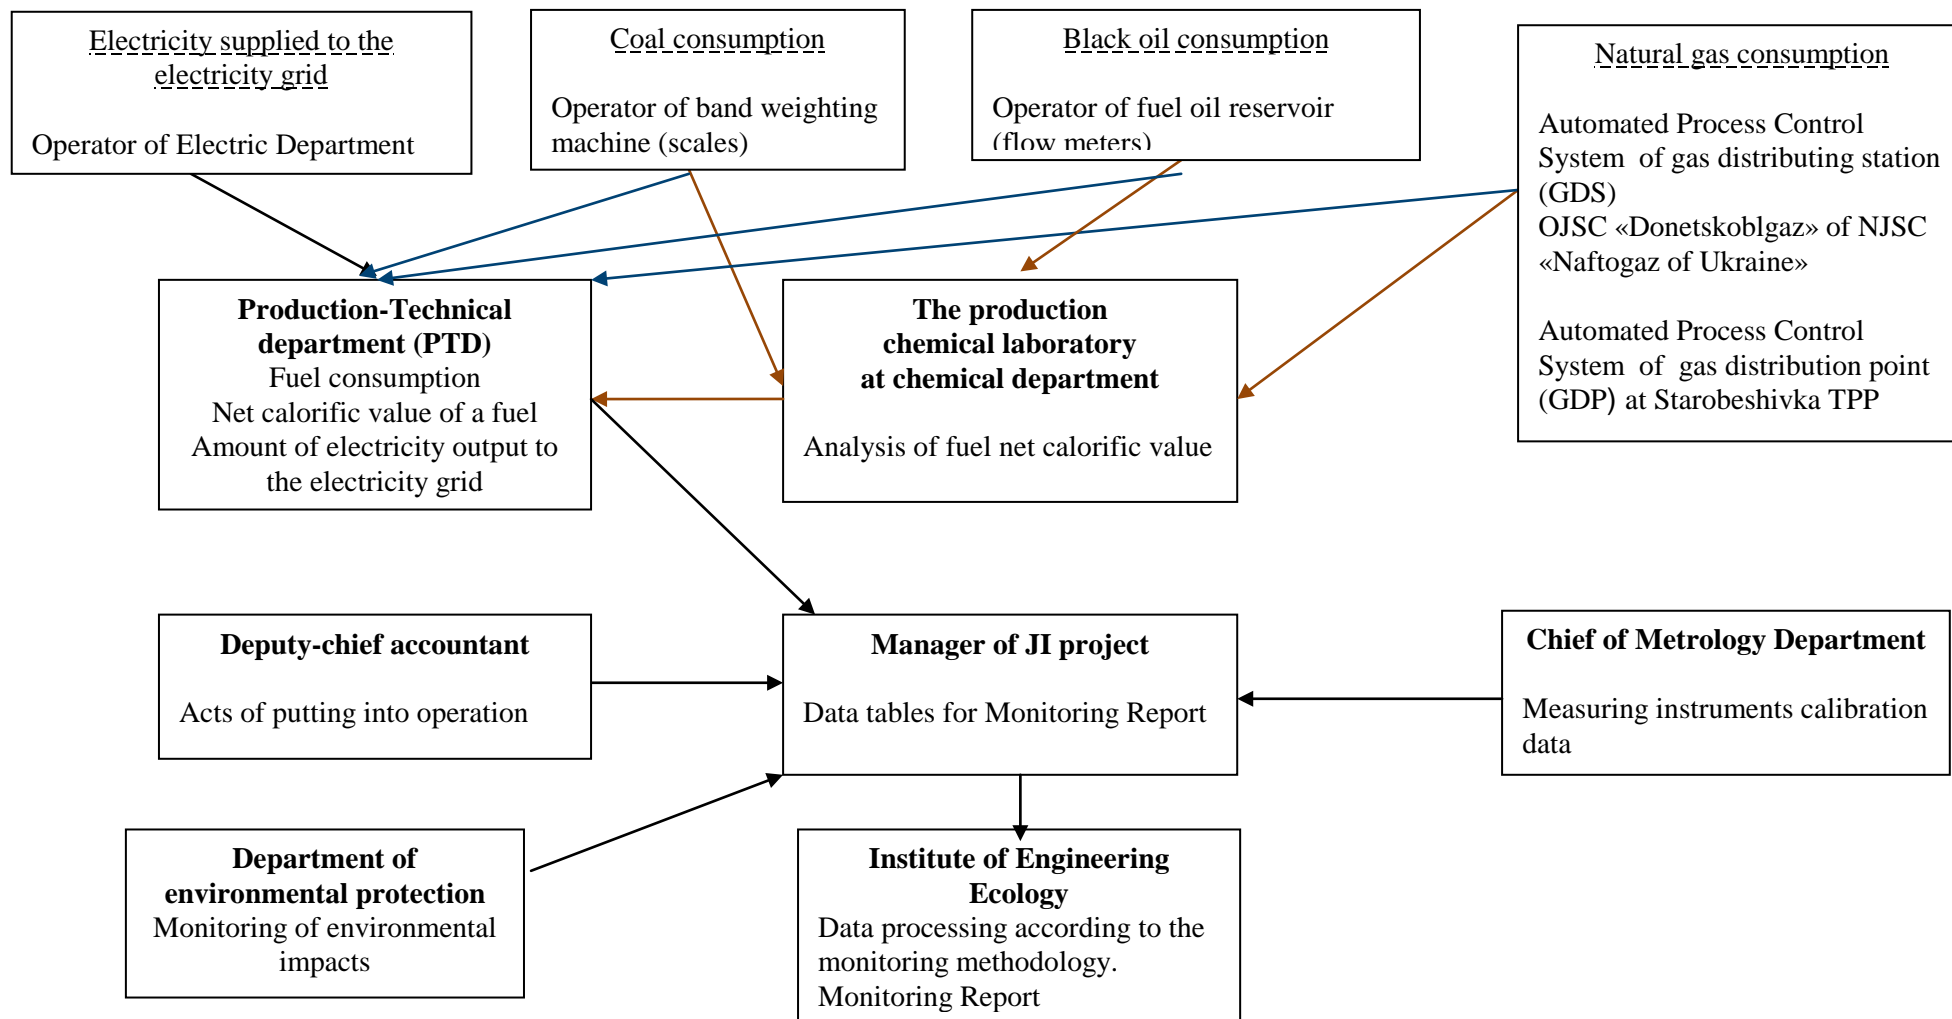 Electricity supplied to the
electricity grid
Operator of Electric Department
Coal consumption
Operator of band weighting
machine (scales)
Black oil consumption
Operator of fuel oil reservoir
(flow meters)
Natural gas consumption
Automated Process Control
System of gas distributing station
(GDS)
OJSC «Donetskoblgaz» of NJSC
«Naftogaz of Ukraine»
Automated Process Control
System of gas distribution point
(GDP) at Starobeshivka TPP
Production-Technical
department (PTD)
Fuel consumption
Net calorific value of a fuel
Amount of electricity output to
the electricity grid
The production
chemical laboratory
at chemical department
Analysis of fuel net calorific value
Deputy-chief accountant
Acts of putting into operation
Manager of JI project
Data tables for Monitoring Report
Chief of Metrology Department
Measuring instruments calibration
data
Department of
environmental protection
Monitoring of environmental
impacts
Institute of Engineering
Ecology
Data processing according to the
monitoring methodology.
Monitoring Report